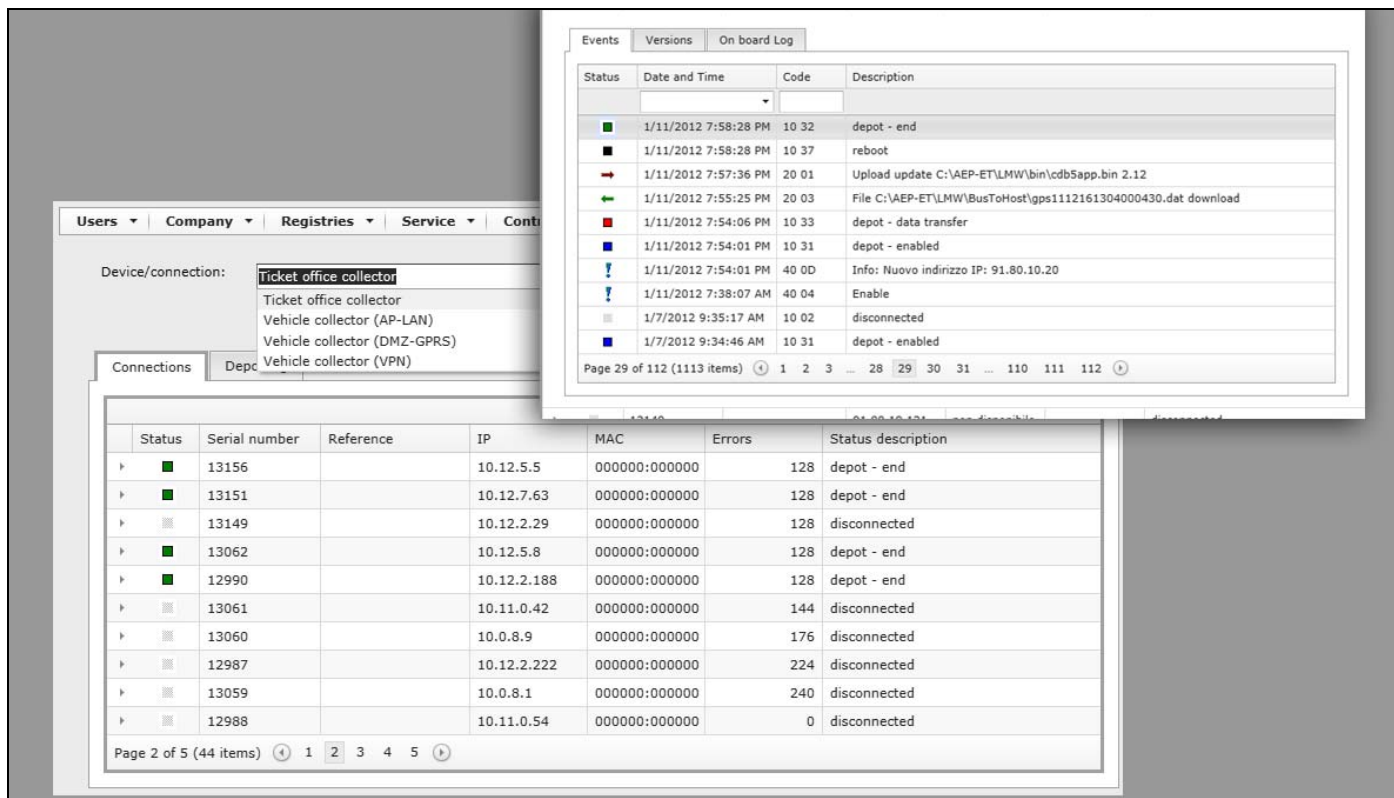 Events Versions On board Log
Status Date and Time Code Description
1/11/2012 7:58:28 PM 10 32 depot - end
1/11/2012 7:58:28 PM 10 37 reboot
1/11/2012 7:57:36 PM 20 01 Upload update C:\AEP-ET\LMW\bin\cdb5app.bin 2.12
1/11/2012 7:55:25 PM 20 03 File C:\AEP-ET\LMW\BusToHost\gps1112161304000430.dat download
1/11/2012 7:54:06 PM 10 33 depot - data transfer
1/11/2012 7:54:01 PM 10 31 depot - enabled
1/11/2012 7:54:01 PM 40 0D Info: Nuovo indirizzo IP: 91.80.10.20
1/11/2012 7:38:07 AM 40 04 Enable
1/7/2012 9:35:17 AM 10 02 disconnected
1/7/2012 9:34:46 AM 10 31 depot - enabled
Page 29 of 112 (1113 items) 1 2 3 ... 28 29 30 31 ... 110 111 112
Users Company Registries Service
Device/connection: Ticket office collector
Ticket office collector
Vehicle collector (AP-LAN)
Vehicle collector (DMZ-GPRS)
Vehicle collector (VPN)
Connections
Status Serial number Reference IP MAC Errors Status description
13156 10.12.5.5 000000:000000 128 depot - end
13151 10.12.7.63 000000:000000 128 depot - end
13149 10.12.2.29 000000:000000 128 disconnected
13062 10.12.5.8 000000:000000 128 depot - end
12990 10.12.2.188 000000:000000 128 depot - end
13061 10.11.0.42 000000:000000 144 disconnected
13060 10.0.8.9 000000:000000 176 disconnected
12987 10.12.2.222 000000:000000 224 disconnected
13059 10.0.8.1 000000:000000 240 disconnected
12988 10.11.0.54 000000:000000 0 disconnected
Page 2 of 5 (44 items) 1 2 3 4 5